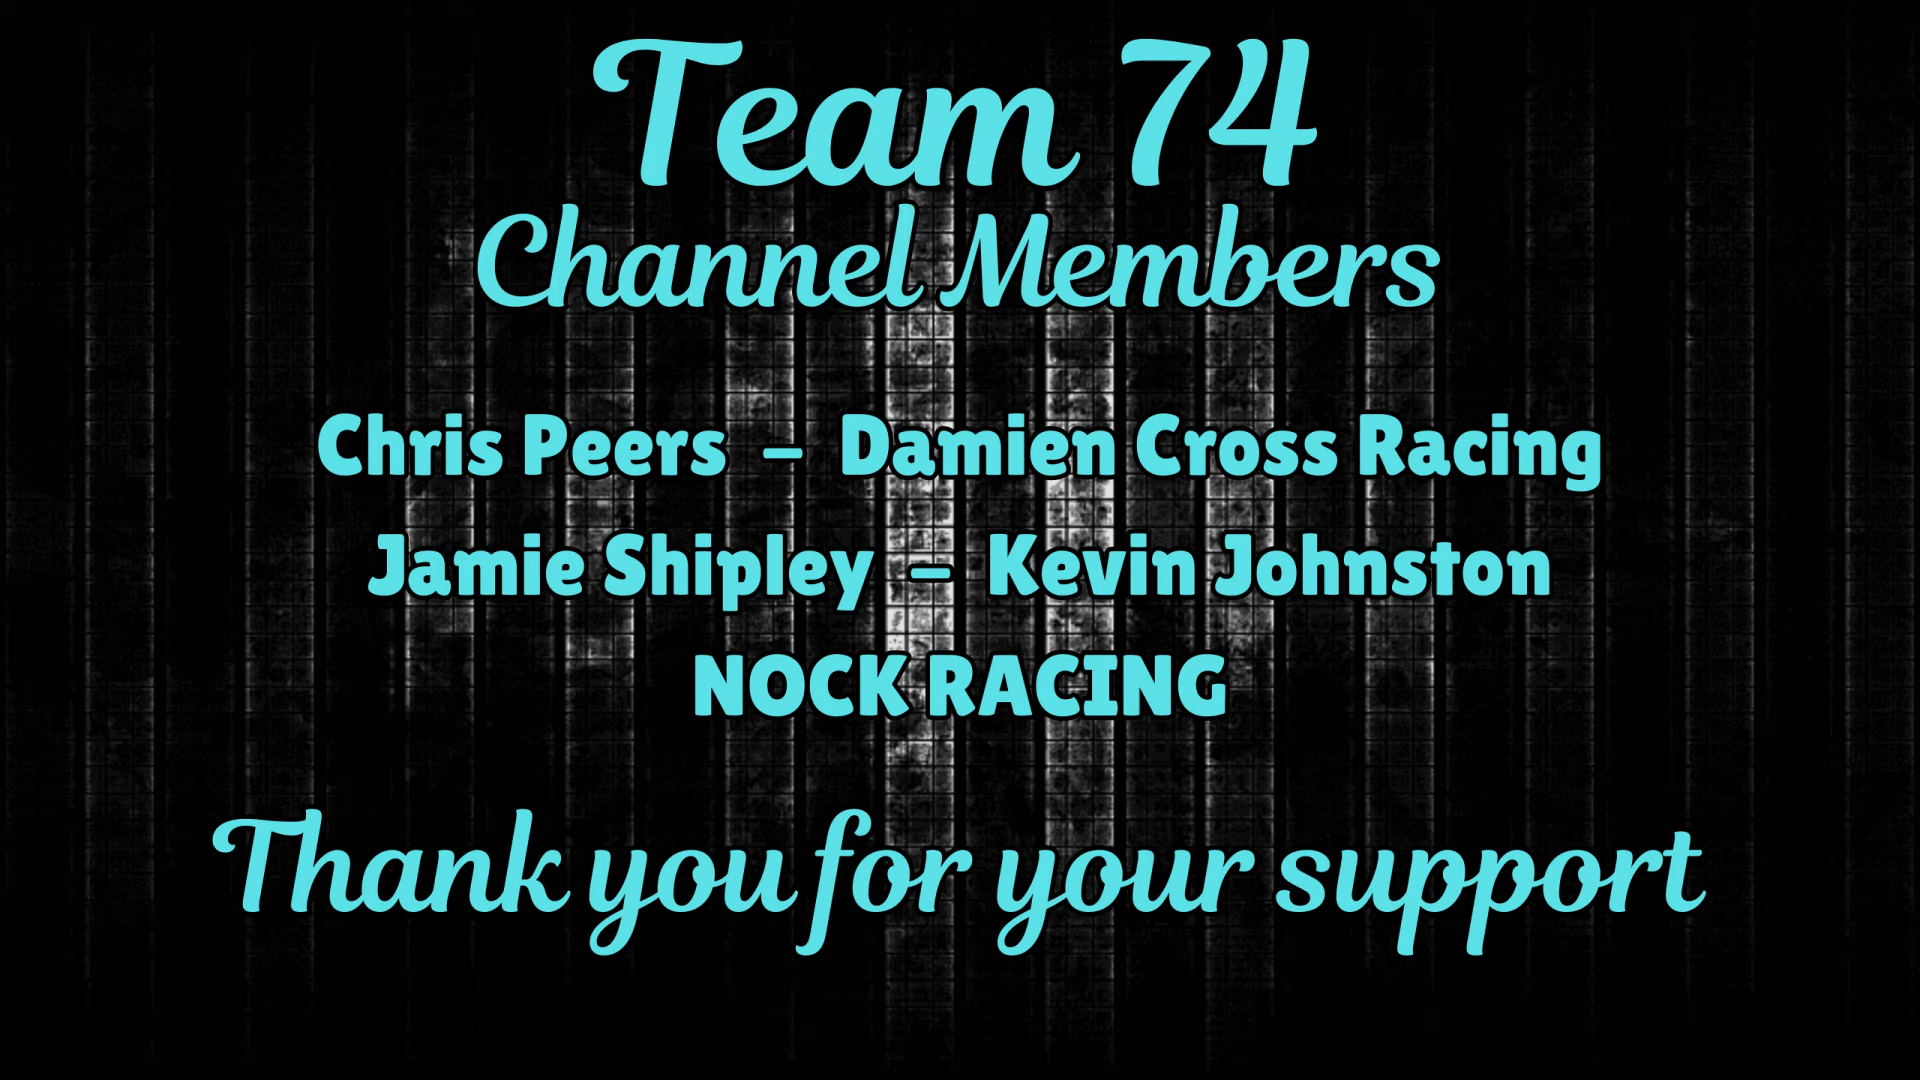 Team 74
Channel Members
Chris Peers - Damien Cross Racing
Jamie Shipley - Kevin Johnston
NOCK RACING
Thank you for your support